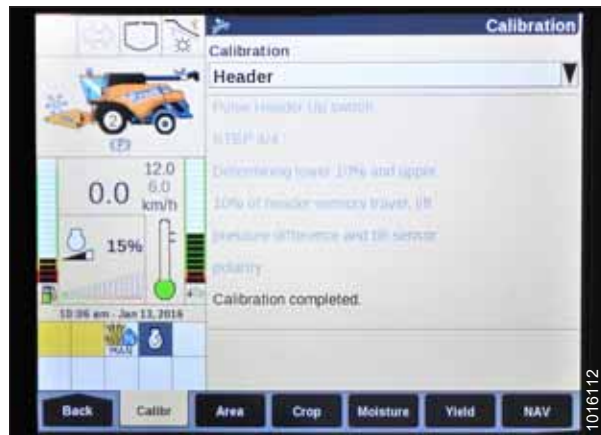 Calibration
Calibration
Header
Pulse Header Up switch.
STEP 4/4
Determining lower 10% and upper
10% of header sensors travel, lift
pressure difference and tilt sensor
polarity
Calibration completed.
2
(P)
12.0
0.0
6.0
km/h
15%
10:06 am - Jan 13, 2016
MAN
Back
Calibr
Area
Crop
Moisture
Yield
NAV
1016112